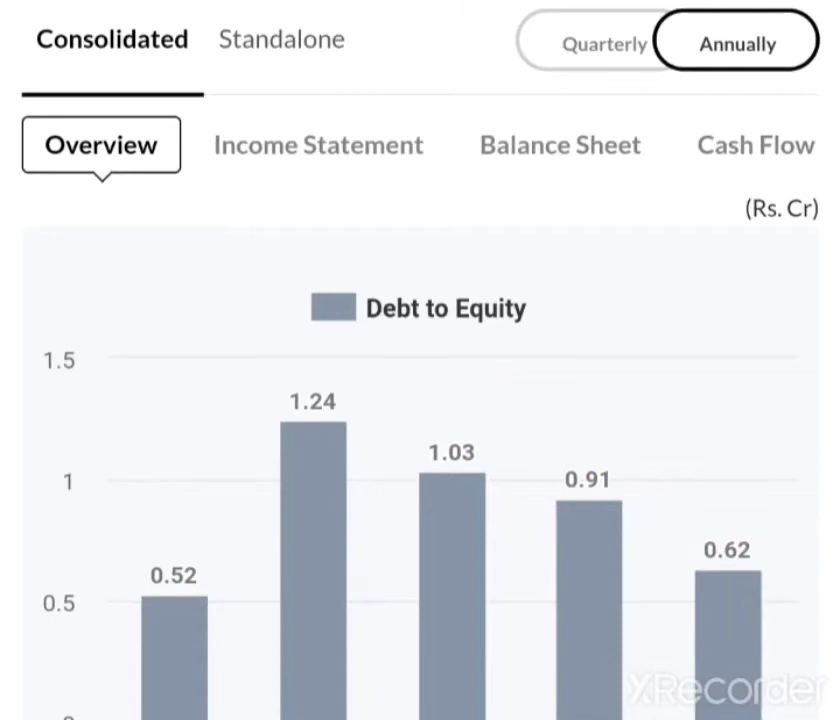 Consolidated Standalone Quarterly Annually
Overview Income Statement Balance Sheet Cash Flow
(Rs. Cr)
Debt to Equity
1.5
1.24
1.03
1
0.91
0.62
0.52
0.5
XRecorder